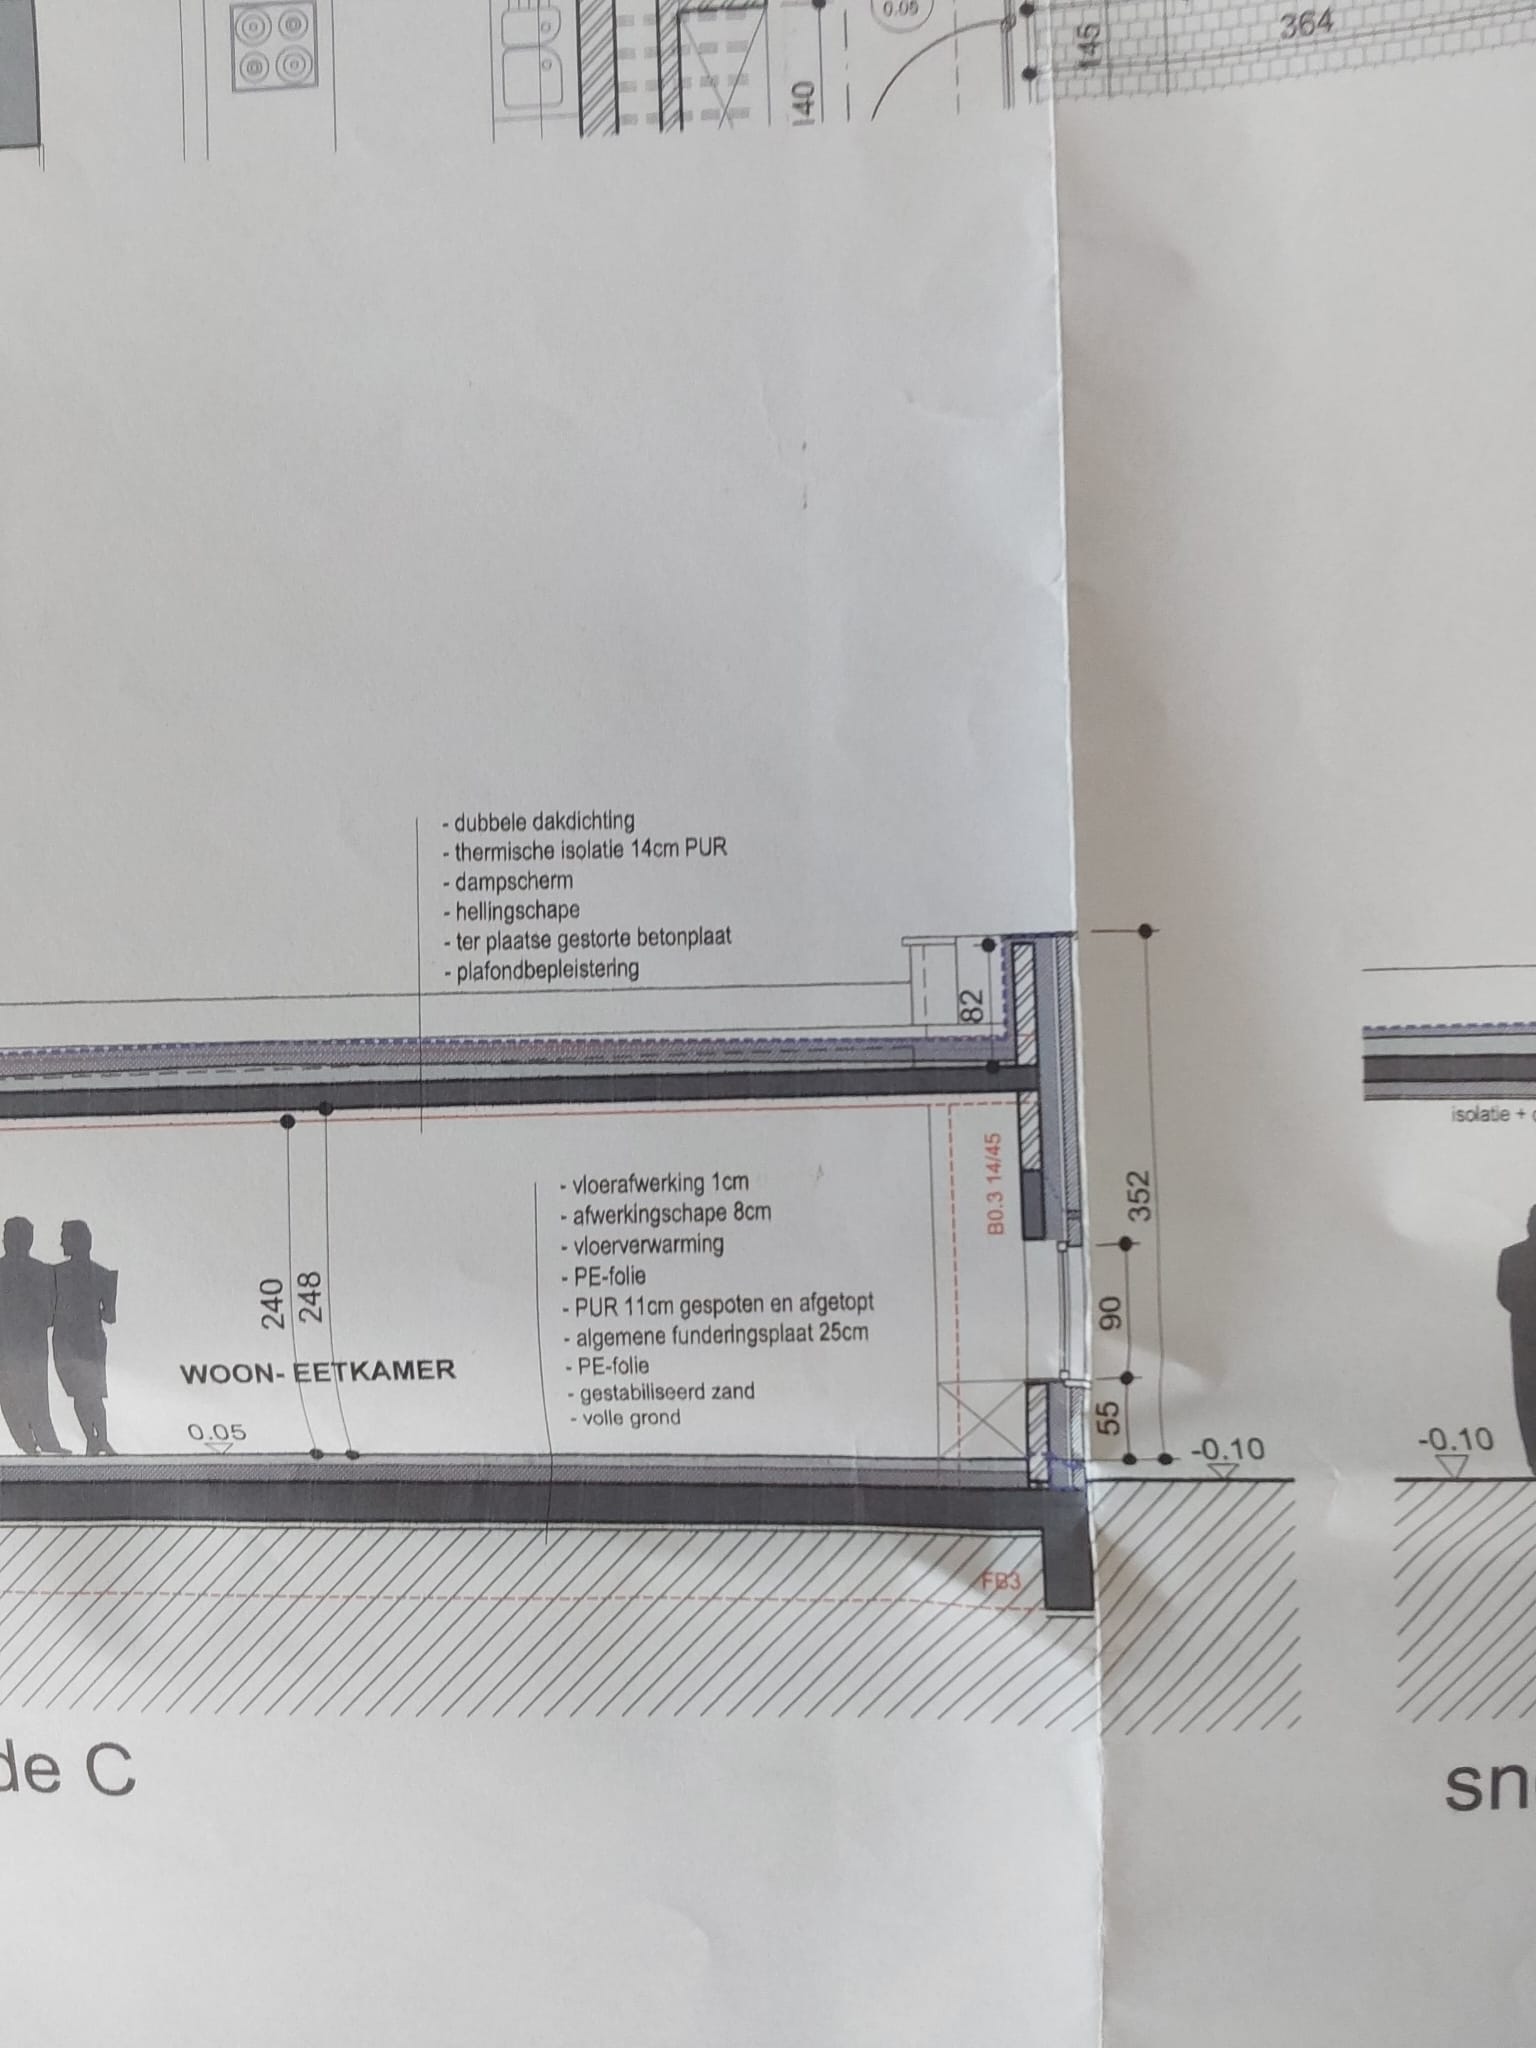 0.05
364
145
140
- dubbele dakdichting
- thermische isolatie 14cm PUR
- dampscherm
- hellingschape
- ter plaatse gestorte betonplaat
- plafondbepleistering
82
isolatie +
B0.3 14/45
352
- vloerafwerking 1cm
- afwerkingschape 8cm
- vloerverwarming
- PE-folie
- PUR 11cm gespoten en afgetopt
- algemene funderingsplaat 25cm
- PE-folie
- gestabiliseerd zand
- volle grond
240
248
90
WOON- EETKAMER
55
0.05
-0.10
-0.10
FB3
de C
sn